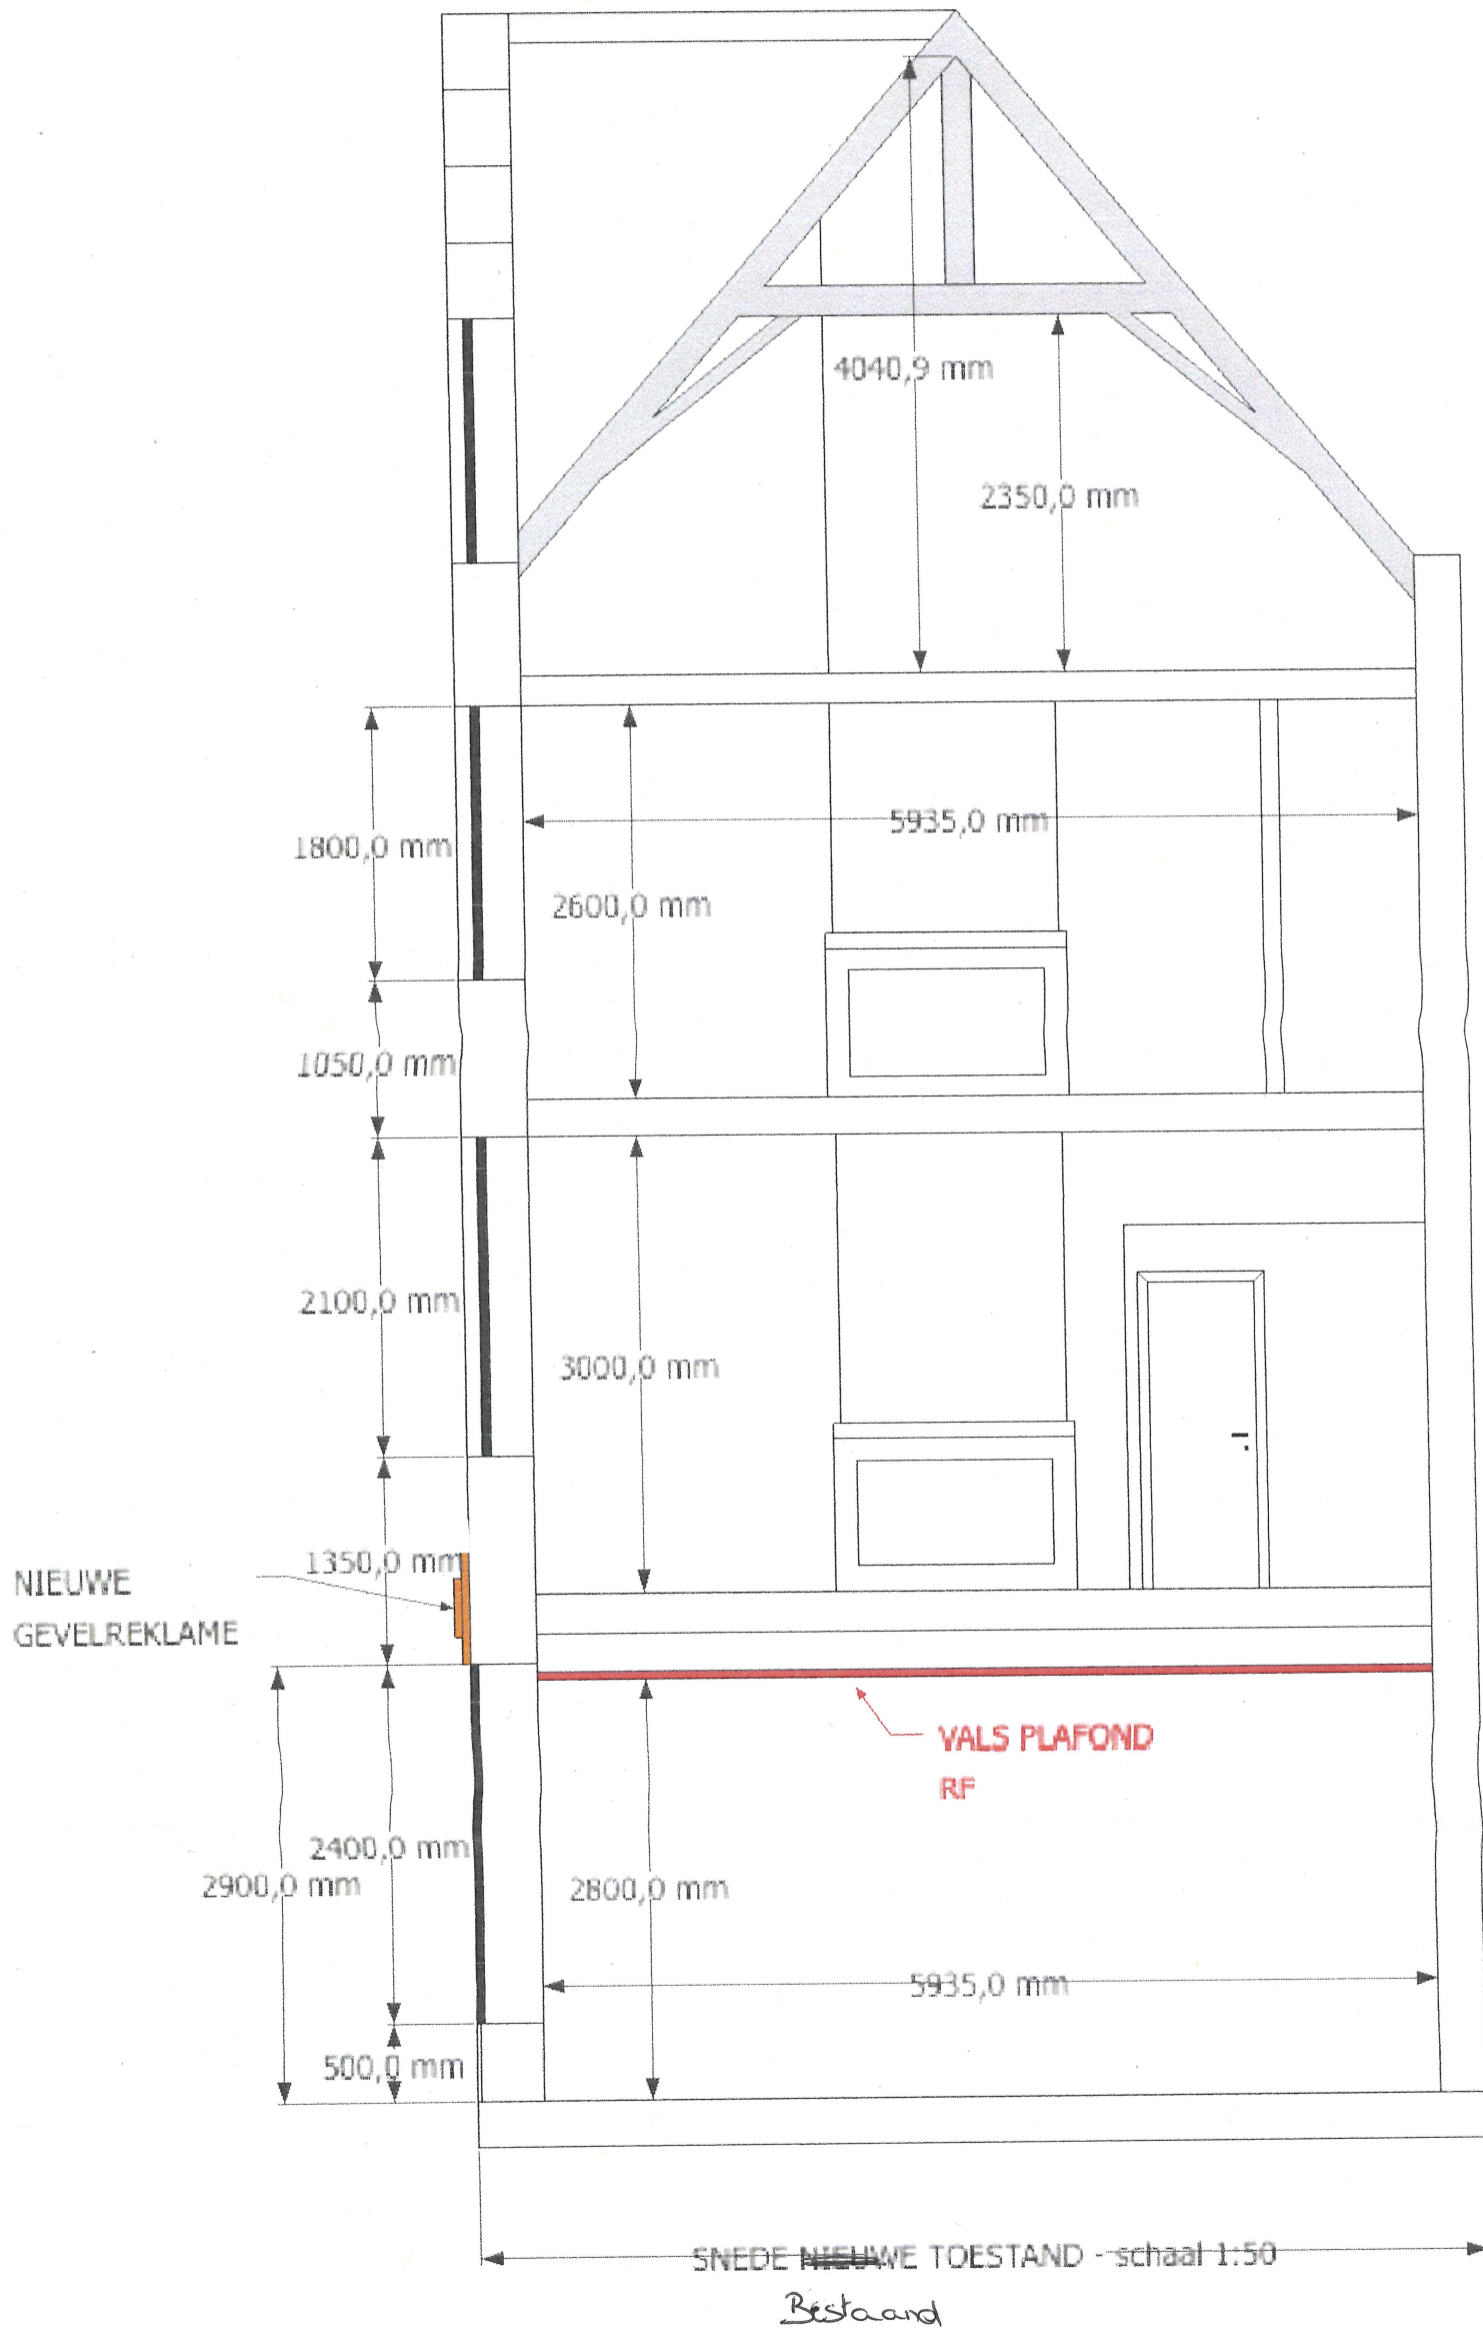 4040,9 mm
2350,0 mm
5935,0 mm
1800,0 mm
2600,0 mm
1050,0 mm
2100,0 mm
3000,0 mm
1350,0 mm
NIEUWE
GEVELREKLAME
VALS PLAFOND
RF
2400,0 mm
2900,0 mm
2800,0 mm
5935,0 mm
500,0 mm
SNEDE NIEUWE TOESTAND - schaal 1:50
Bestaand